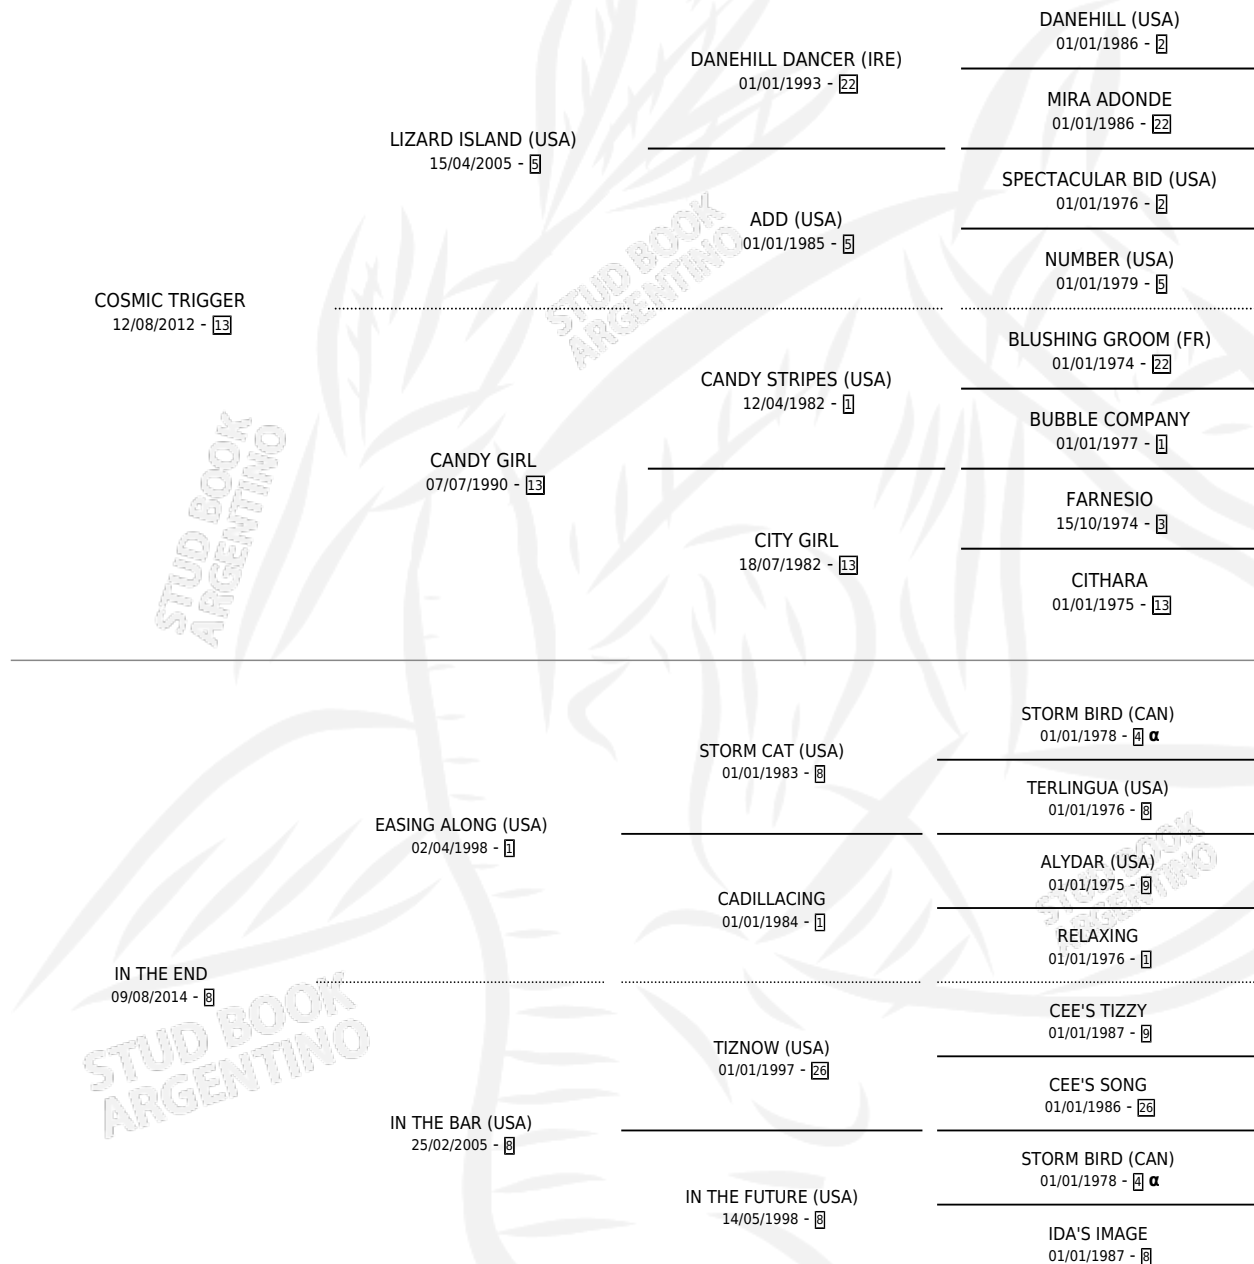 COSMIC TRIGGER
12/08/2012 - 13
LIZARD ISLAND (USA)
15/04/2005 - 5
DANEHILL DANCER (IRE)
01/01/1993 - 22
DANEHILL (USA)
01/01/1986 - 2
MIRA ADONDE
01/01/1986 - 22
ADD (USA)
01/01/1985 - 5
SPECTACULAR BID (USA)
01/01/1976 - 2
NUMBER (USA)
01/01/1979 - 5
CANDY GIRL
07/07/1990 - 13
CANDY STRIPES (USA)
12/04/1982 - 1
BLUSHING GROOM (FR)
01/01/1974 - 22
BUBBLE COMPANY
01/01/1977 - 1
CITY GIRL
18/07/1982 - 13
FARNESIO
15/10/1974 - 3
CITHARA
01/01/1975 - 13
IN THE END
09/08/2014 - 8
EASING ALONG (USA)
02/04/1998 - 1
STORM CAT (USA)
01/01/1983 - 8
STORM BIRD (CAN)
01/01/1978 - 4 α
TERLINGUA (USA)
01/01/1976 - 8
CADILLACING
01/01/1984 - 1
ALYDAR (USA)
01/01/1975 - 9
RELAXING
01/01/1976 - 1
IN THE BAR (USA)
25/02/2005 - 8
TIZNOW (USA)
01/01/1997 - 26
CEE'S TIZZY
01/01/1987 - 9
CEE'S SONG
01/01/1986 - 26
IN THE FUTURE (USA)
14/05/1998 - 8
STORM BIRD (CAN)
01/01/1978 - 4 α
IDA'S IMAGE
01/01/1987 - 8
STUD BOOK
ARGENTINO
STUD BOOK
ARGENTINO
STUD BOOK
ARGENTINO
STUD BOOK
ARGENTINO